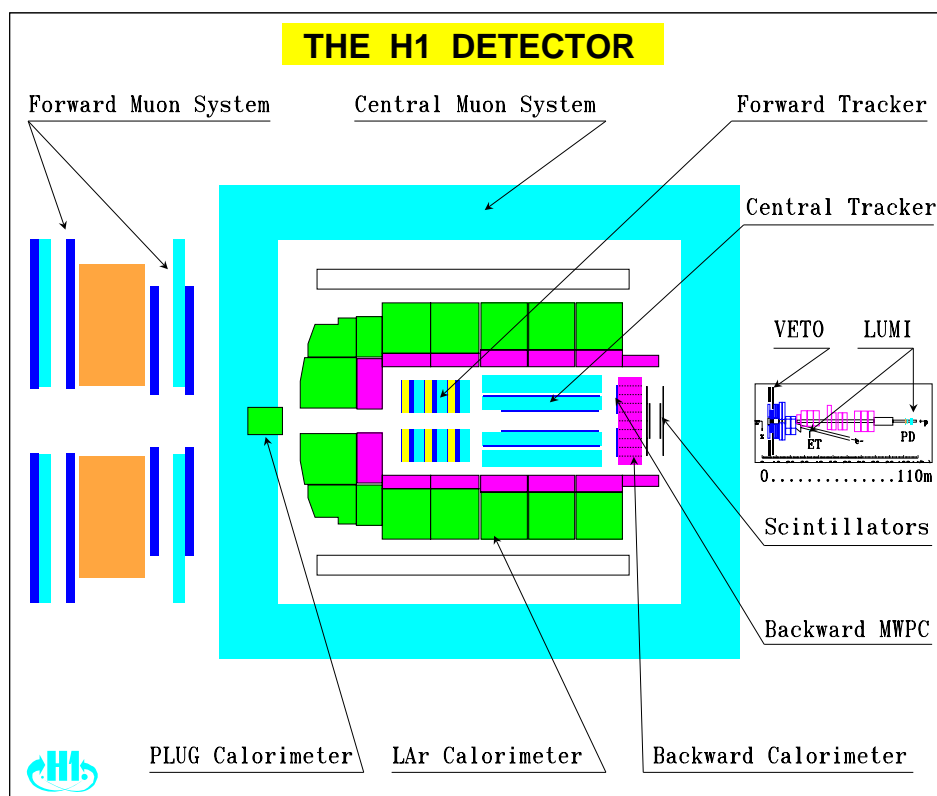 THE H1 DETECTOR
Forward Muon System
Central Muon System
Forward Tracker
Central Tracker
VETO
LUMI
ET
e-
PD
p
0..............110m
Scintillators
Backward MWPC
PLUG Calorimeter
LAr Calorimeter
Backward Calorimeter
H1